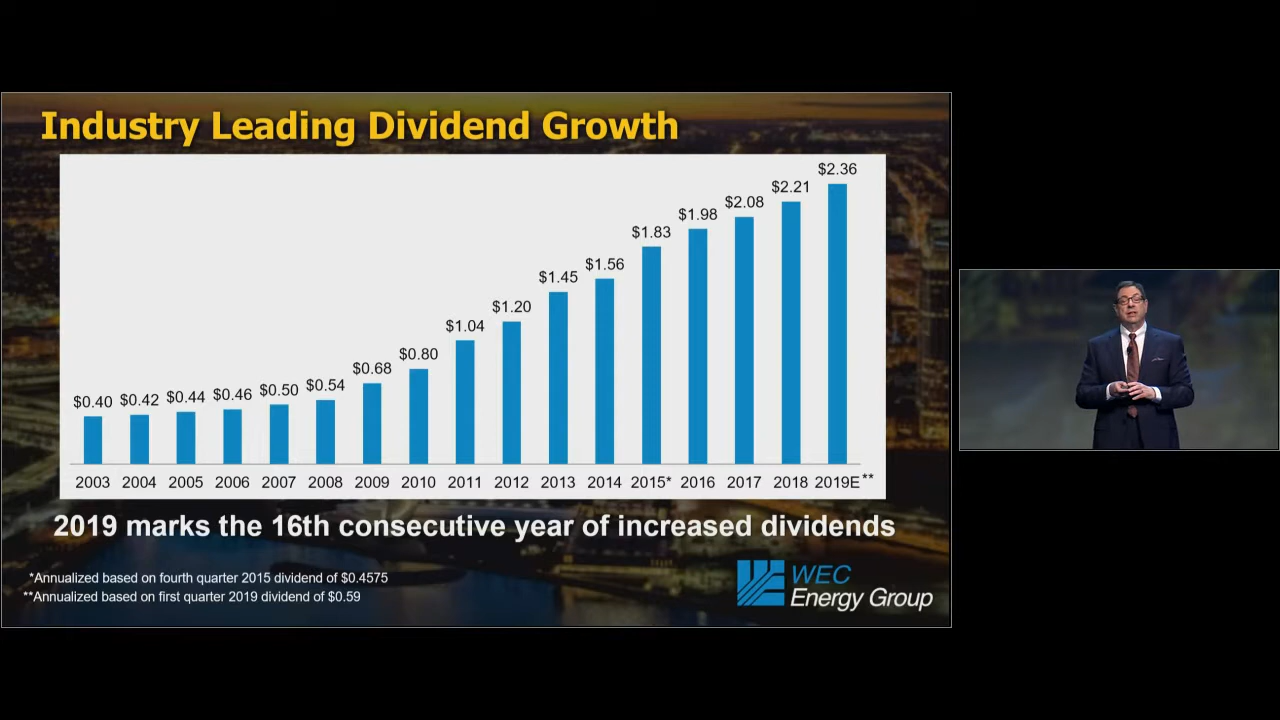 Industry Leading Dividend Growth
$0.40 $0.42 $0.44 $0.46 $0.50 $0.54 $0.68 $0.80 $1.04 $1.20 $1.45 $1.56 $1.83 $1.98 $2.08 $2.21 $2.36
2003 2004 2005 2006 2007 2008 2009 2010 2011 2012 2013 2014 2015* 2016 2017 2018 2019E**
2019 marks the 16th consecutive year of increased dividends
*Annualized based on fourth quarter 2015 dividend of $0.4575
**Annualized based on first quarter 2019 dividend of $0.59
WEC
Energy Group